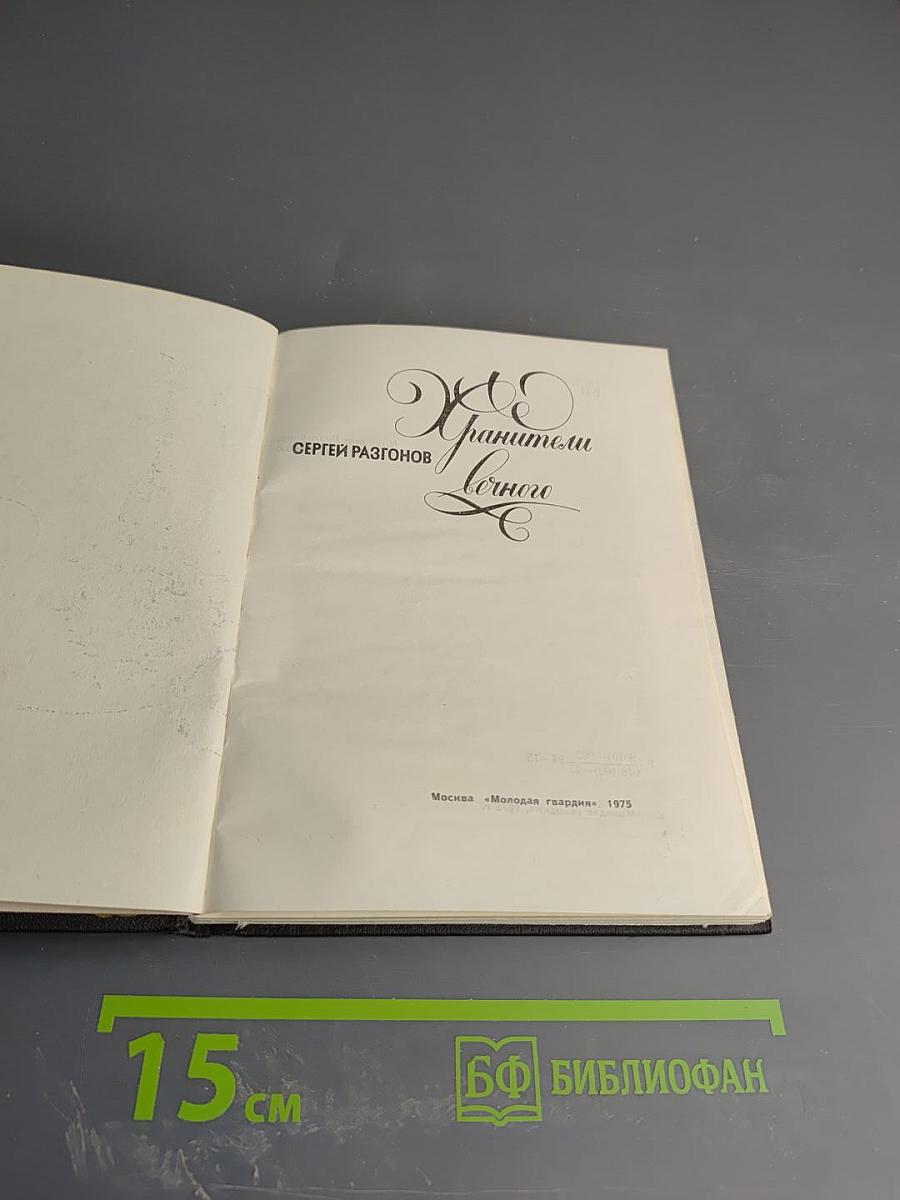 Хранители
СЕРГЕЙ РАЗГОНОВ
вечного
Москва «Молодая гвардия». 1975
15 см
БФ БИБЛИОФАН